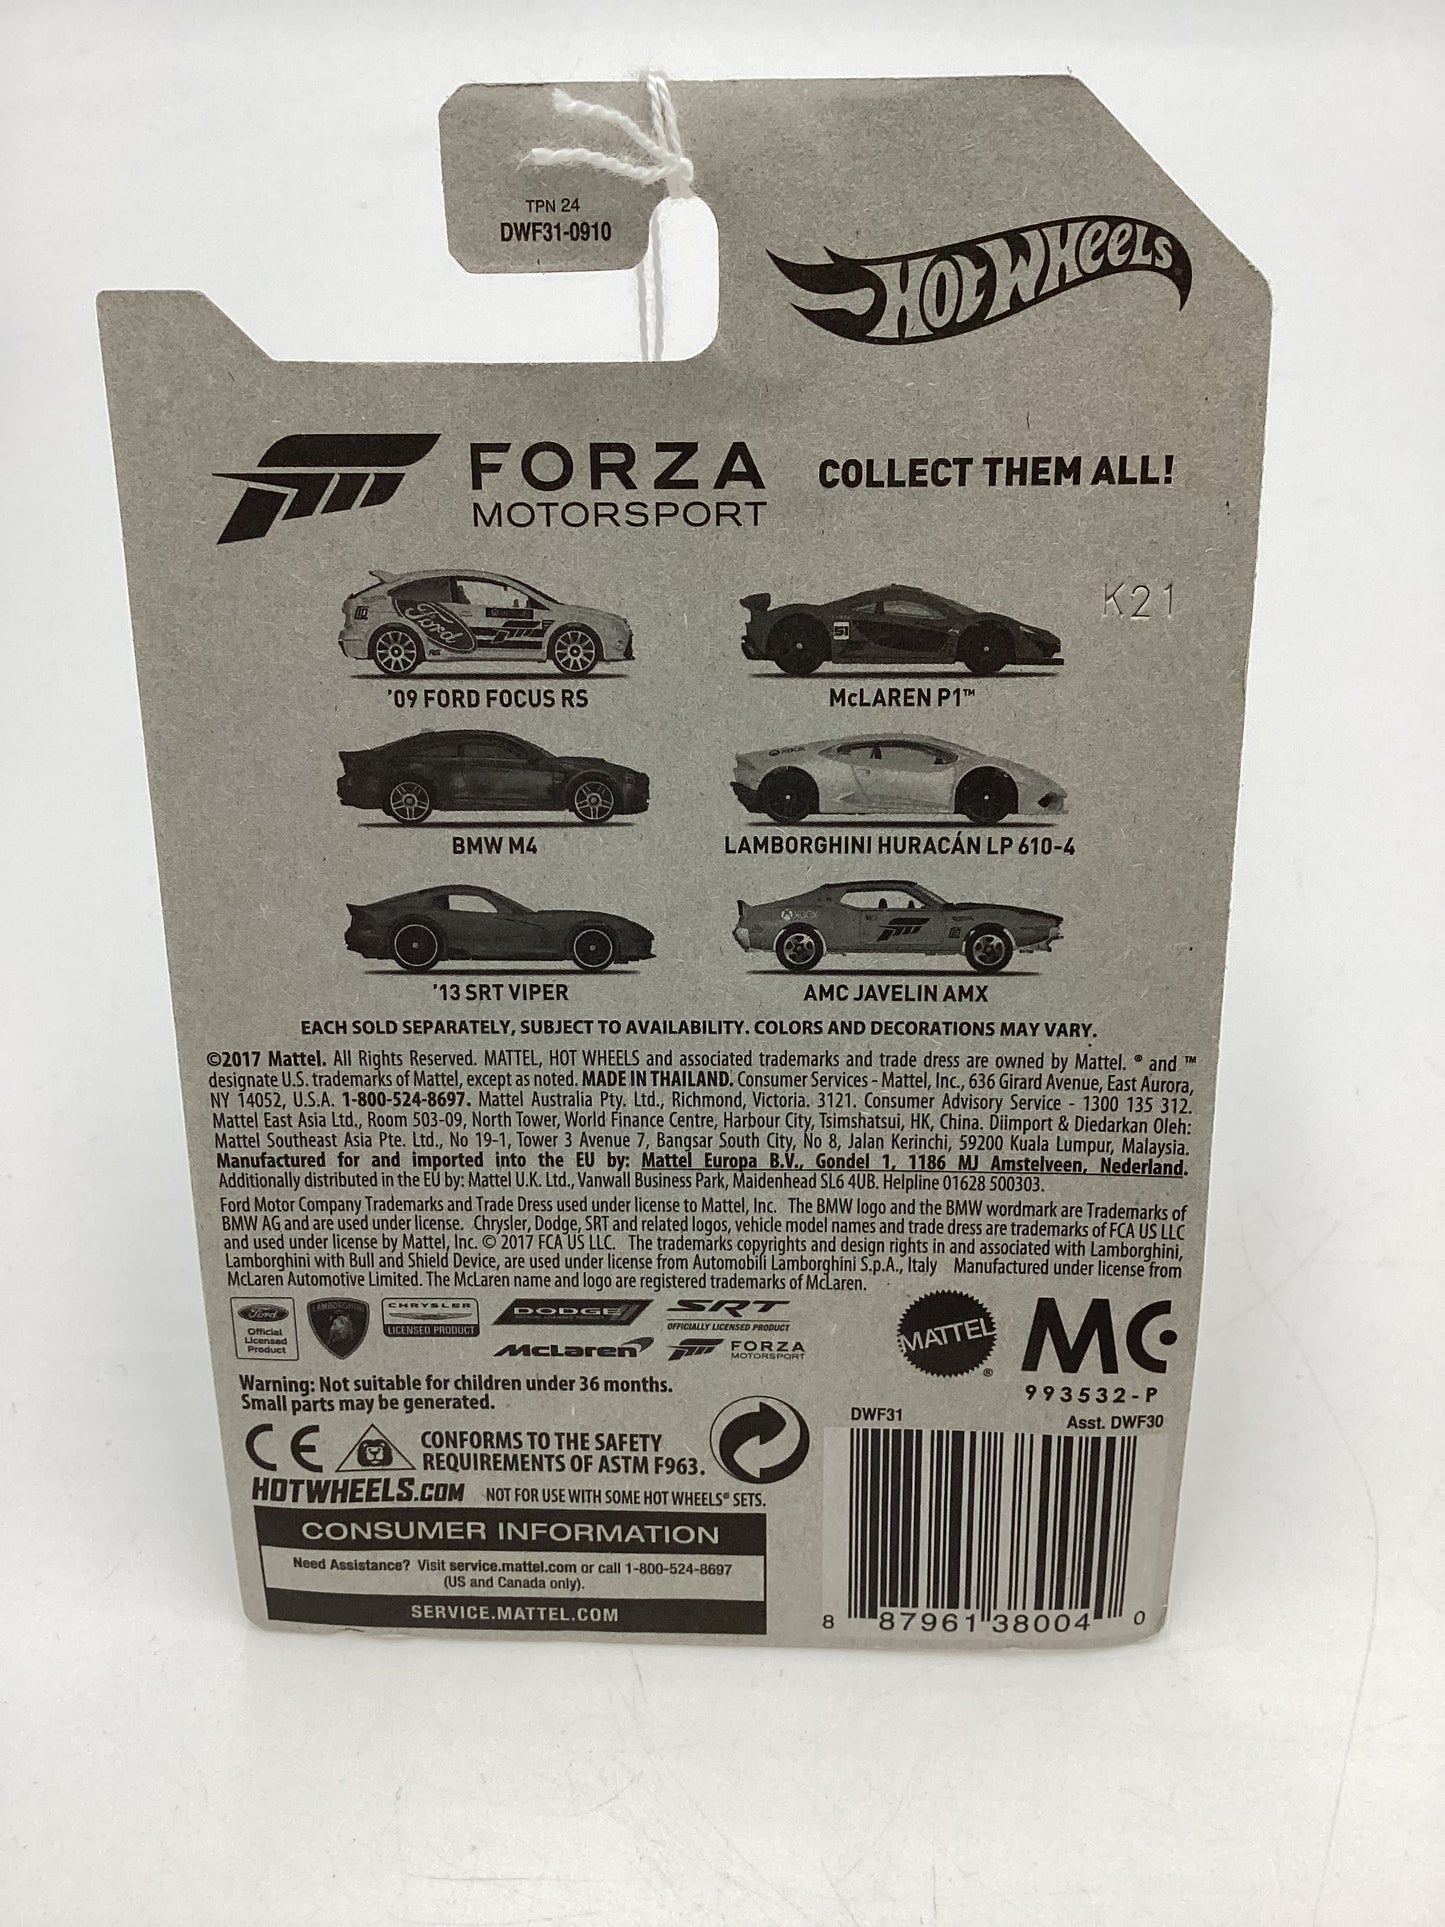 TPN 24
DWF31-0910
HOT WHEELS
FORZA
MOTORSPORT
COLLECT THEM ALL!
K21
Ford
'09 FORD FOCUS RS
51
McLAREN P1™
BMW M4
XBOX
LAMBORGHINI HURACÁN LP 610-4
'13 SRT VIPER
XBOX
AMC JAVELIN AMX
EACH SOLD SEPARATELY, SUBJECT TO AVAILABILITY. COLORS AND DECORATIONS MAY VARY.
©2017 Mattel. All Rights Reserved. MATTEL, HOT WHEELS and associated trademarks and trade dress are owned by Mattel. ® and ™
designate U.S. trademarks of Mattel, except as noted. MADE IN THAILAND. Consumer Services - Mattel, Inc., 636 Girard Avenue, East Aurora,
NY 14052, U.S.A. 1-800-524-8697. Mattel Australia Pty. Ltd., Richmond, Victoria. 3121. Consumer Advisory Service - 1300 135 312.
Mattel East Asia Ltd., Room 503-09, North Tower, World Finance Centre, Harbour City, Tsimshatsui, HK, China. Diimport & Diedarkan Oleh:
Mattel Southeast Asia Pte. Ltd., No 19-1, Tower 3 Avenue 7, Bangsar South City, No 8, Jalan Kerinchi, 59200 Kuala Lumpur, Malaysia.
Manufactured for and imported into the EU by: Mattel Europa B.V., Gondel 1, 1186 MJ Amstelveen, Nederland.
Additionally distributed in the EU by: Mattel U.K. Ltd., Vanwall Business Park, Maidenhead SL6 4UB. Helpline 01628 500303.
Ford Motor Company Trademarks and Trade Dress used under license to Mattel, Inc. The BMW logo and the BMW wordmark are Trademarks of
BMW AG and are used under license. Chrysler, Dodge, SRT and related logos, vehicle model names and trade dress are trademarks of FCA US LLC
and used under license by Mattel, Inc. © 2017 FCA US LLC. The trademarks copyrights and design rights in and associated with Lamborghini,
Lamborghini with Bull and Shield Device, are used under license from Automobili Lamborghini S.p.A., Italy Manufactured under license from
McLaren Automotive Limited. The McLaren name and logo are registered trademarks of McLaren.
Ford
Official
Licensed
Product
LAMBORGHINI
CHRYSLER
LICENSED PRODUCT
DODGE
SRT
OFFICIALLY LICENSED PRODUCT
McLaren
FORZA
MOTORSPORT
MATTEL®
MC
993532-P
Warning: Not suitable for children under 36 months.
Small parts may be generated.
CE
CONFORMS TO THE SAFETY
REQUIREMENTS OF ASTM F963.
HOTWHEELS.COM NOT FOR USE WITH SOME HOT WHEELS® SETS.
CONSUMER INFORMATION
Need Assistance? Visit service.mattel.com or call 1-800-524-8697
(US and Canada only).
SERVICE.MATTEL.COM
DWF31
Asst. DWF30
8 87961 38004 0